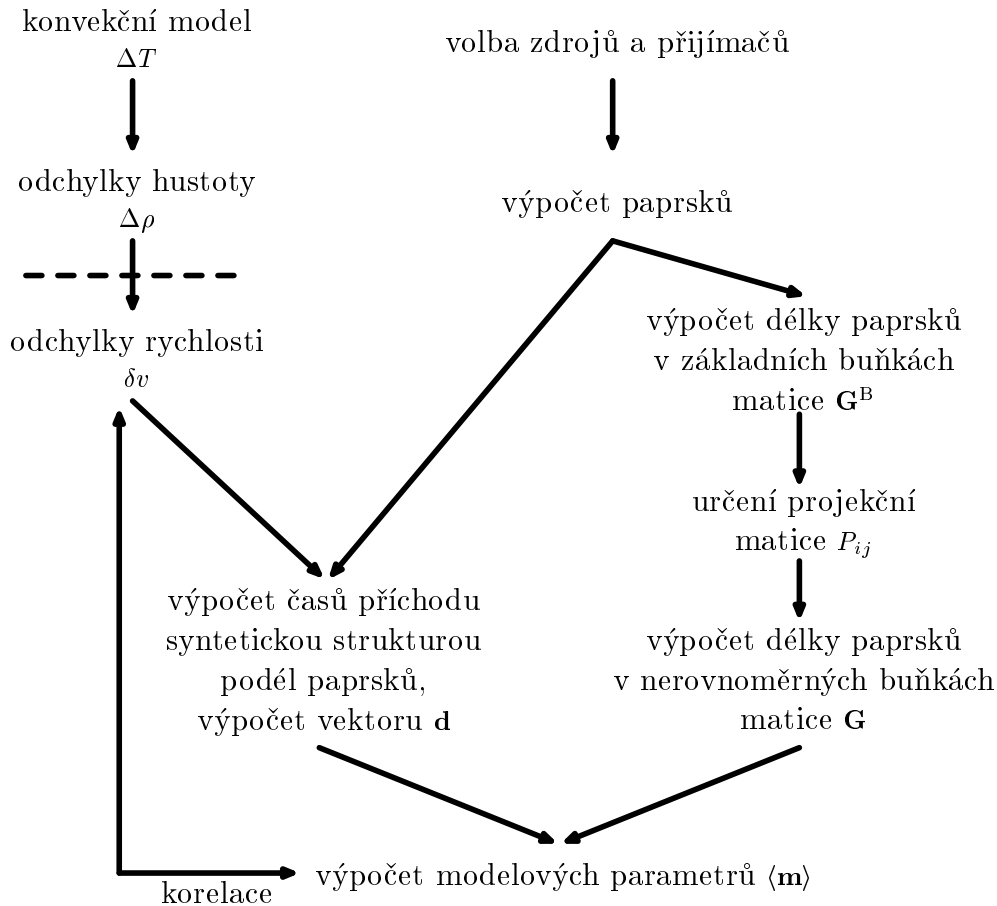 konvekční model
ΔT
volba zdrojů a přijímačů
odchylky hustoty
Δρ
výpočet paprsků
odchylky rychlosti
δv
výpočet délky paprsků
v základních buňkách
matice G^B
určení projekční
matice P_{ij}
výpočet časů příchodu
syntetickou strukturou
podél paprsků,
výpočet vektoru d
výpočet délky paprsků
v nerovnoměrných buňkách
matice G
korelace
výpočet modelových parametrů ⟨m⟩